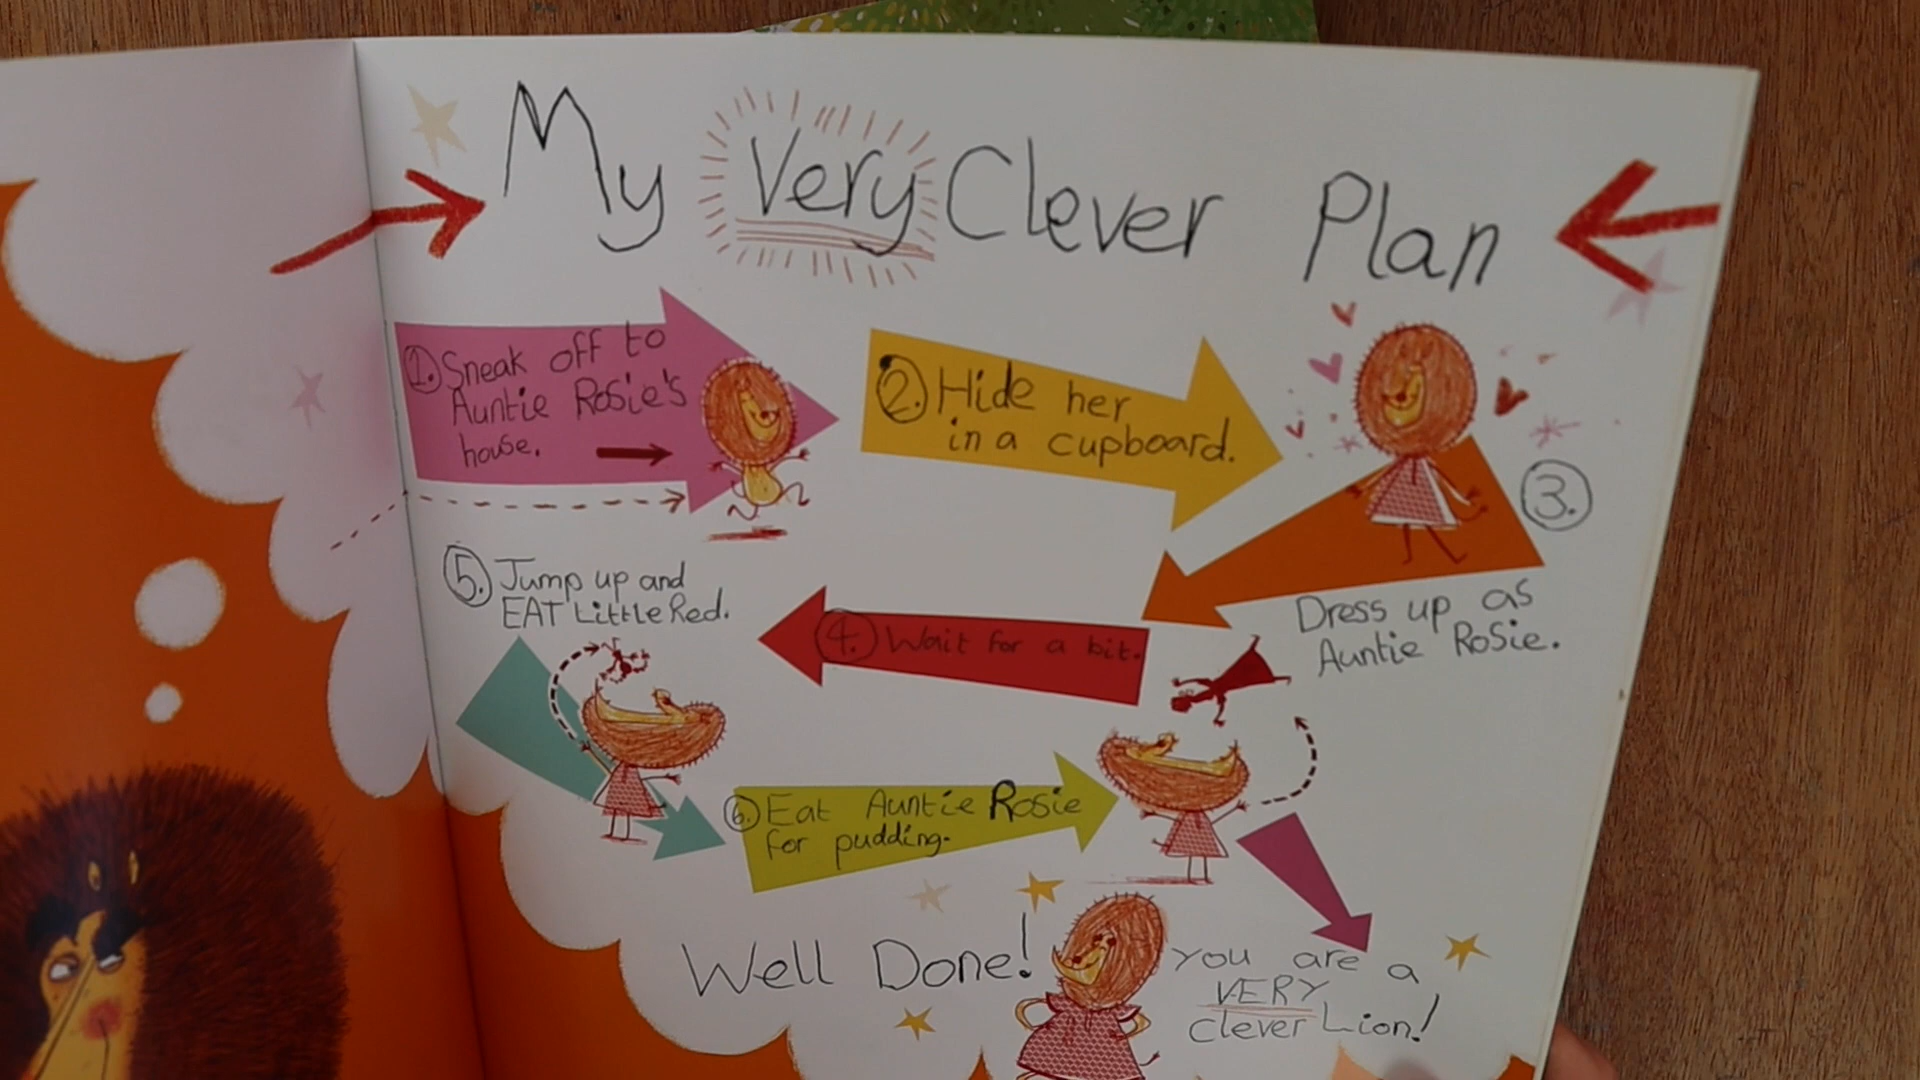 My Very Clever Plan
1. Sneak off to
Auntie Rosie's
house.
2. Hide her
in a cupboard.
3.
Dress up as
Auntie Rosie.
4. Wait for a bit.
5. Jump up and
EAT Little Red.
6. Eat Auntie Rosie
for pudding.
Well Done!
you are a
VERY
clever Lion!